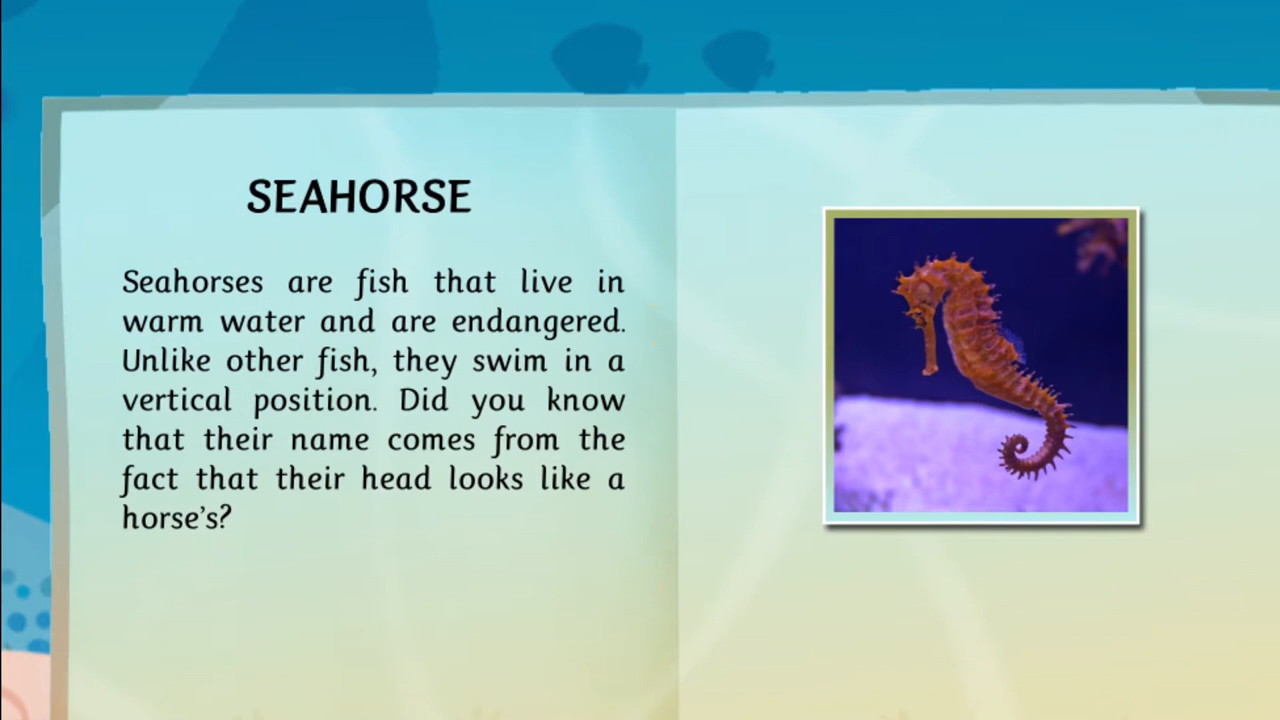 SEAHORSE
Seahorses are fish that live in
warm water and are endangered.
Unlike other fish, they swim in a
vertical position. Did you know
that their name comes from the
fact that their head looks like a
horse's?